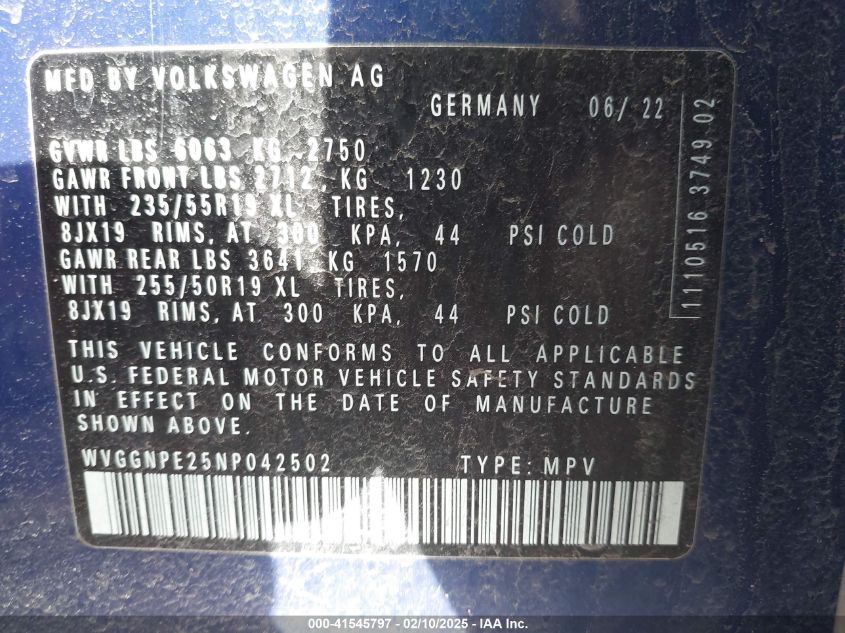 MFD BY VOLKSWAGEN AG
GERMANY 06/ 22
GVWR LBS 6063 KG 2750
GAWR FRONT LBS 2712, KG 1230
WITH 235/55R19 XL TIRES,
8JX19 RIMS, AT 300 KPA, 44 PSI COLD
GAWR REAR LBS 3641 KG 1570
WITH 255/50R19 XL TIRES,
8JX19 RIMS, AT 300 KPA, 44 PSI COLD
1110516 3749 02
THIS VEHICLE CONFORMS TO ALL APPLICABLE
U.S. FEDERAL MOTOR VEHICLE SAFETY STANDARDS
IN EFFECT ON THE DATE OF MANUFACTURE
SHOWN ABOVE.
WVGGNPE25NP042502 TYPE: MPV
000-41545797 - 02/10/2025 - IAA Inc.